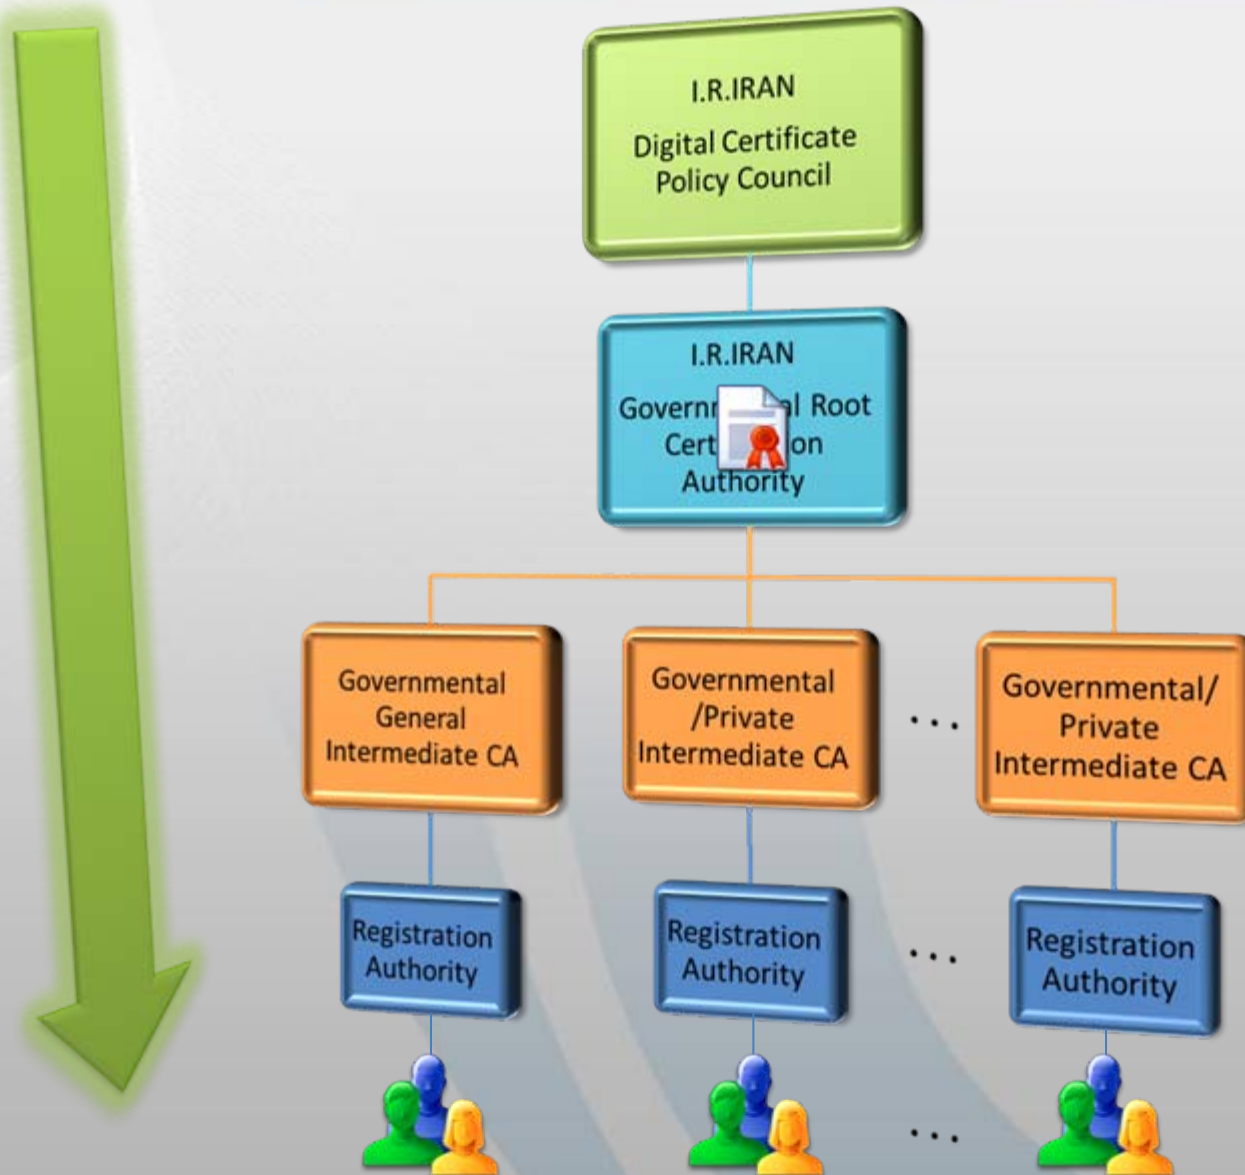 I.R.IRAN
Digital Certificate
Policy Council
I.R.IRAN
Root
Authority
Governmental
General
Intermediate CA
Governmental
/Private
Intermediate CA
...
Governmental/
Private
Intermediate CA
Registration
Authority
Registration
Authority
...
Registration
Authority
...